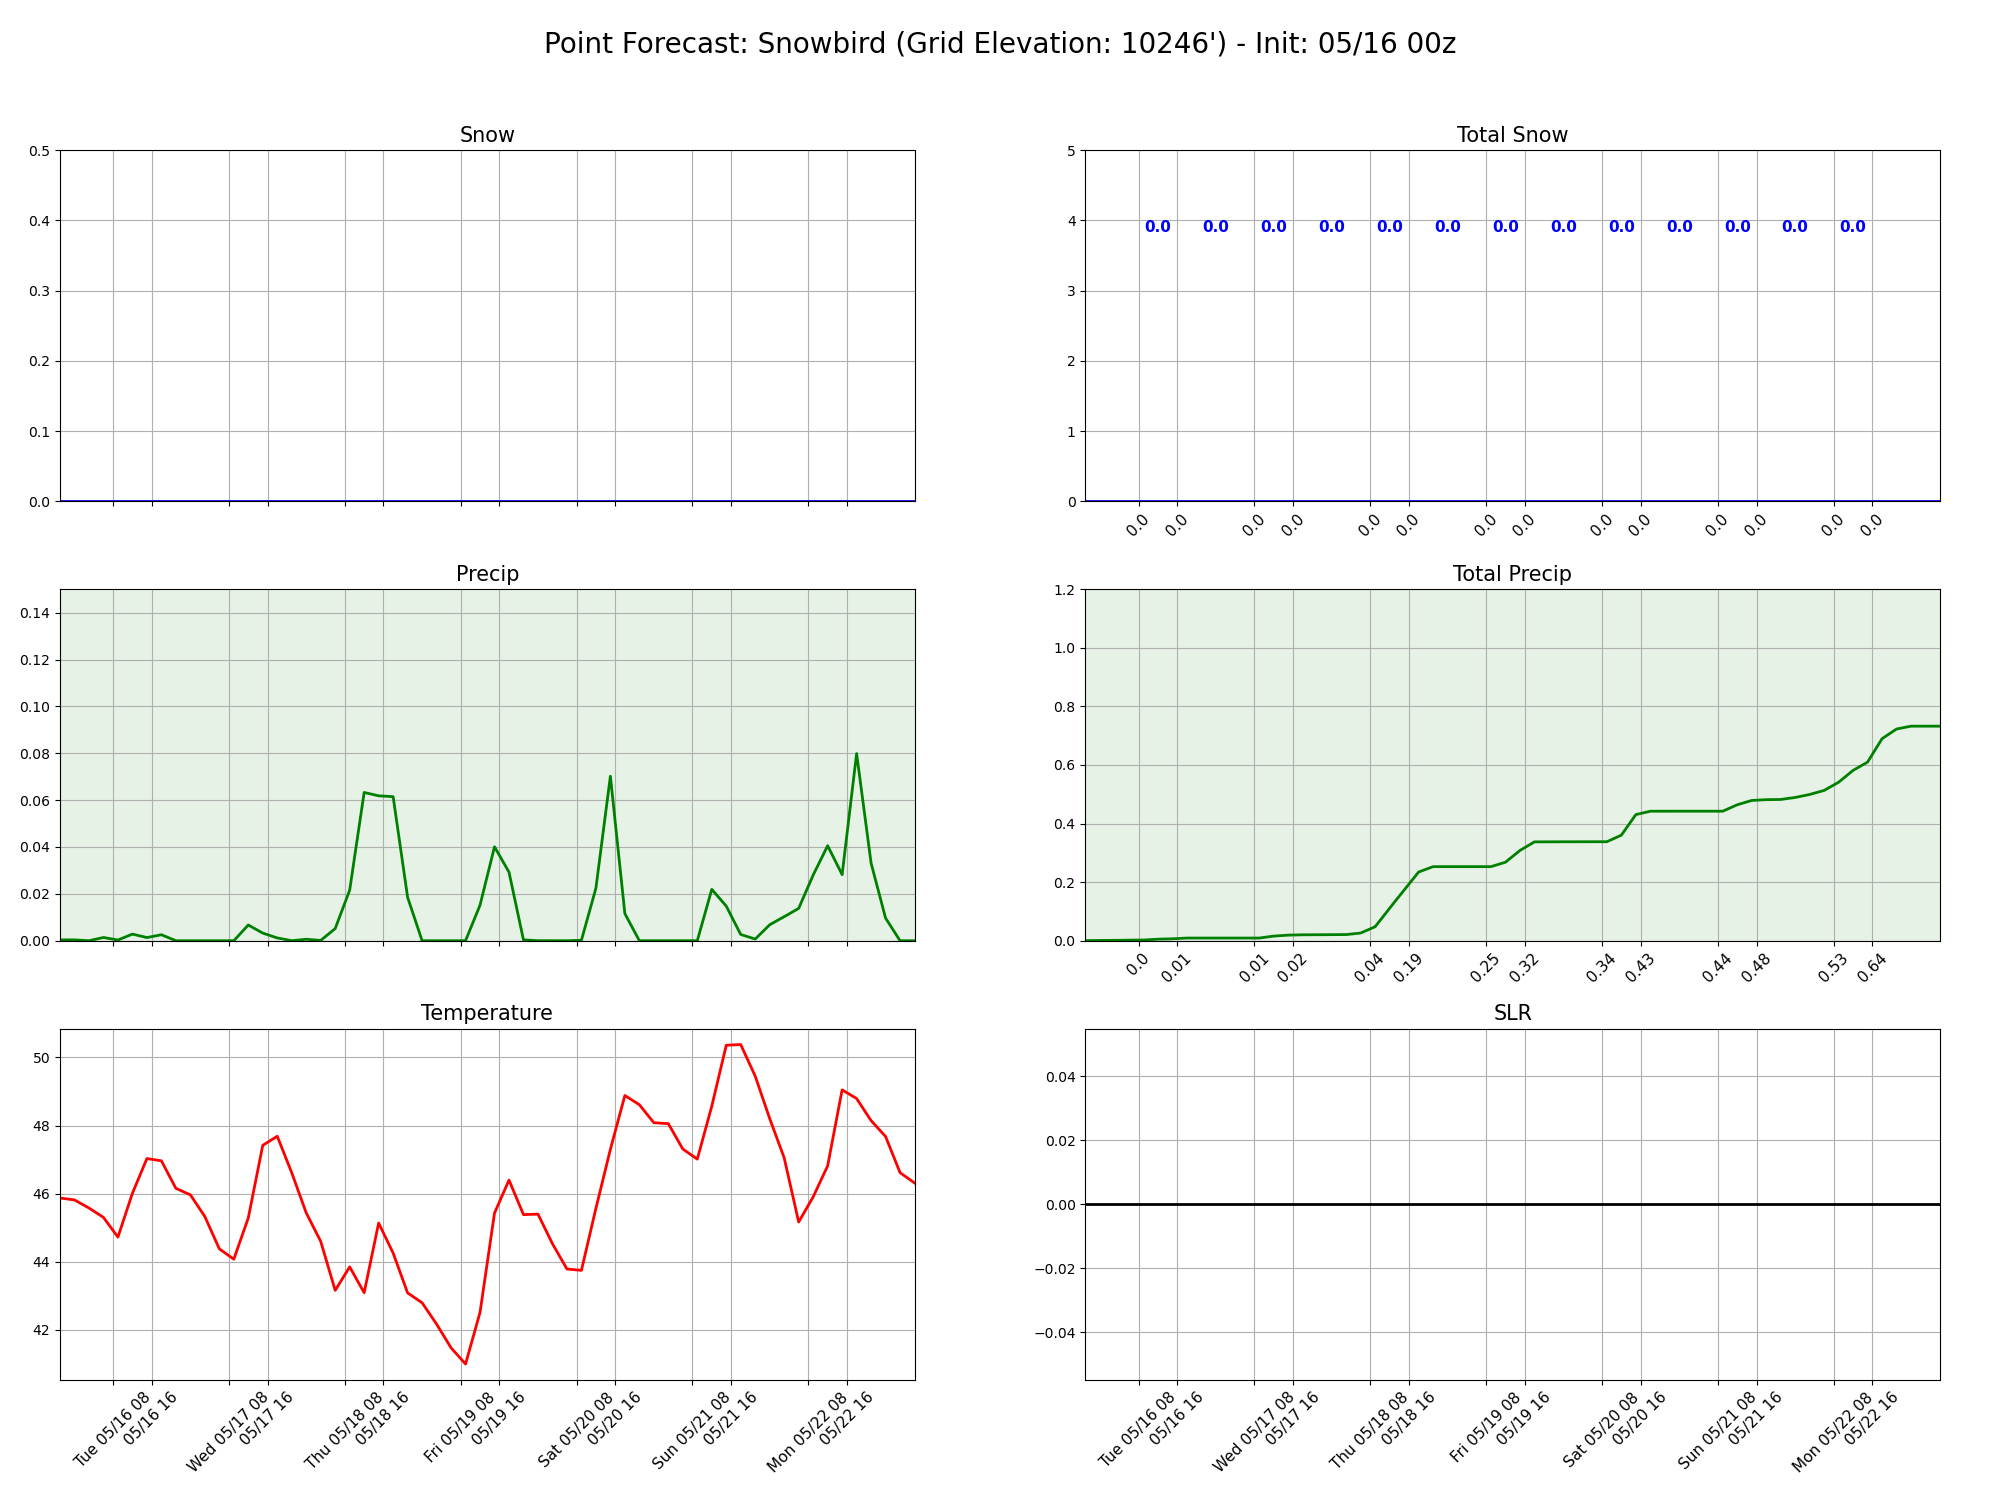 Point Forecast: Snowbird (Grid Elevation: 10246') - Init: 05/16 00z
Snow
0.5
0.4
0.3
0.2
0.1
0.0
Total Snow
5
4
3
2
1
0
0.0 0.0 0.0 0.0 0.0 0.0 0.0 0.0 0.0 0.0 0.0 0.0 0.0
0.0 0.0 0.0 0.0 0.0 0.0 0.0 0.0 0.0 0.0 0.0 0.0 0.0 0.0
Precip
0.14
0.12
0.10
0.08
0.06
0.04
0.02
0.00
Total Precip
1.2
1.0
0.8
0.6
0.4
0.2
0.0
0.0 0.01 0.01 0.02 0.04 0.19 0.25 0.32 0.34 0.43 0.44 0.48 0.53 0.64
Temperature
50
48
46
44
42
Tue 05/16 08
05/16 16
Wed 05/17 08
05/17 16
Thu 05/18 08
05/18 16
Fri 05/19 08
05/19 16
Sat 05/20 08
05/20 16
Sun 05/21 08
05/21 16
Mon 05/22 08
05/22 16
SLR
0.04
0.02
0.00
−0.02
−0.04
Tue 05/16 08
05/16 16
Wed 05/17 08
05/17 16
Thu 05/18 08
05/18 16
Fri 05/19 08
05/19 16
Sat 05/20 08
05/20 16
Sun 05/21 08
05/21 16
Mon 05/22 08
05/22 16